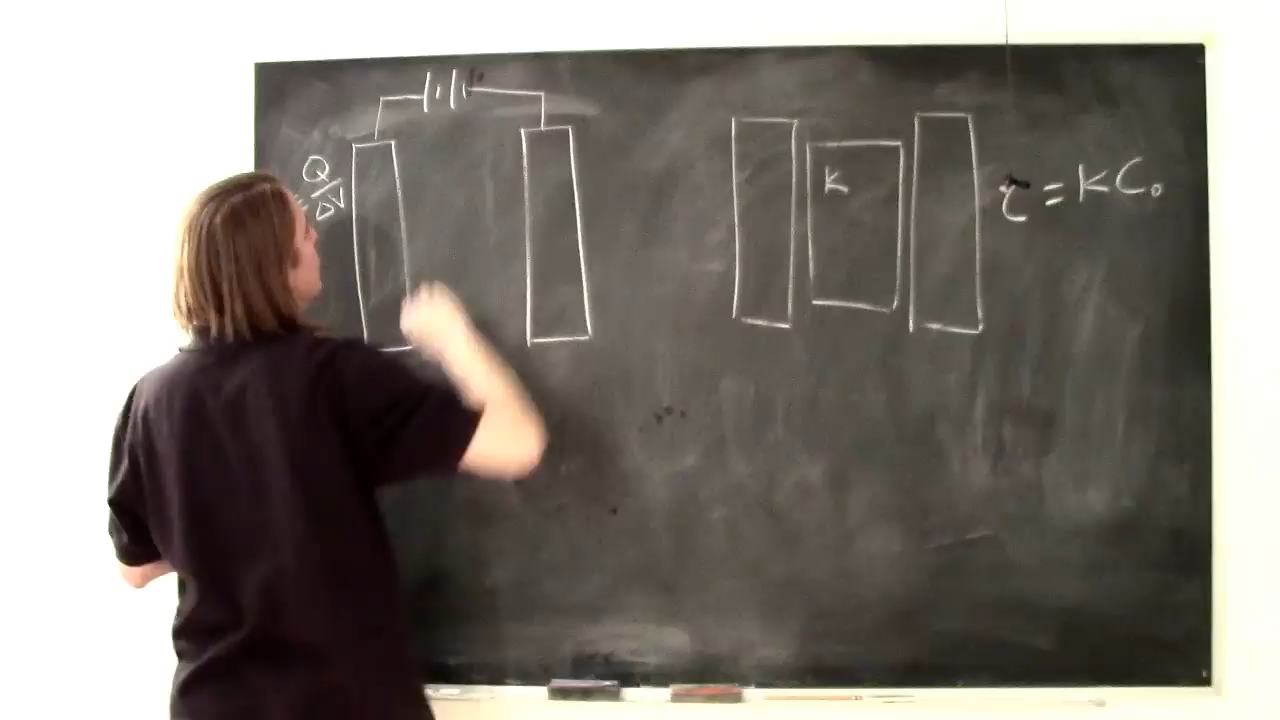 = Q/ΔV
K
C = KC₀